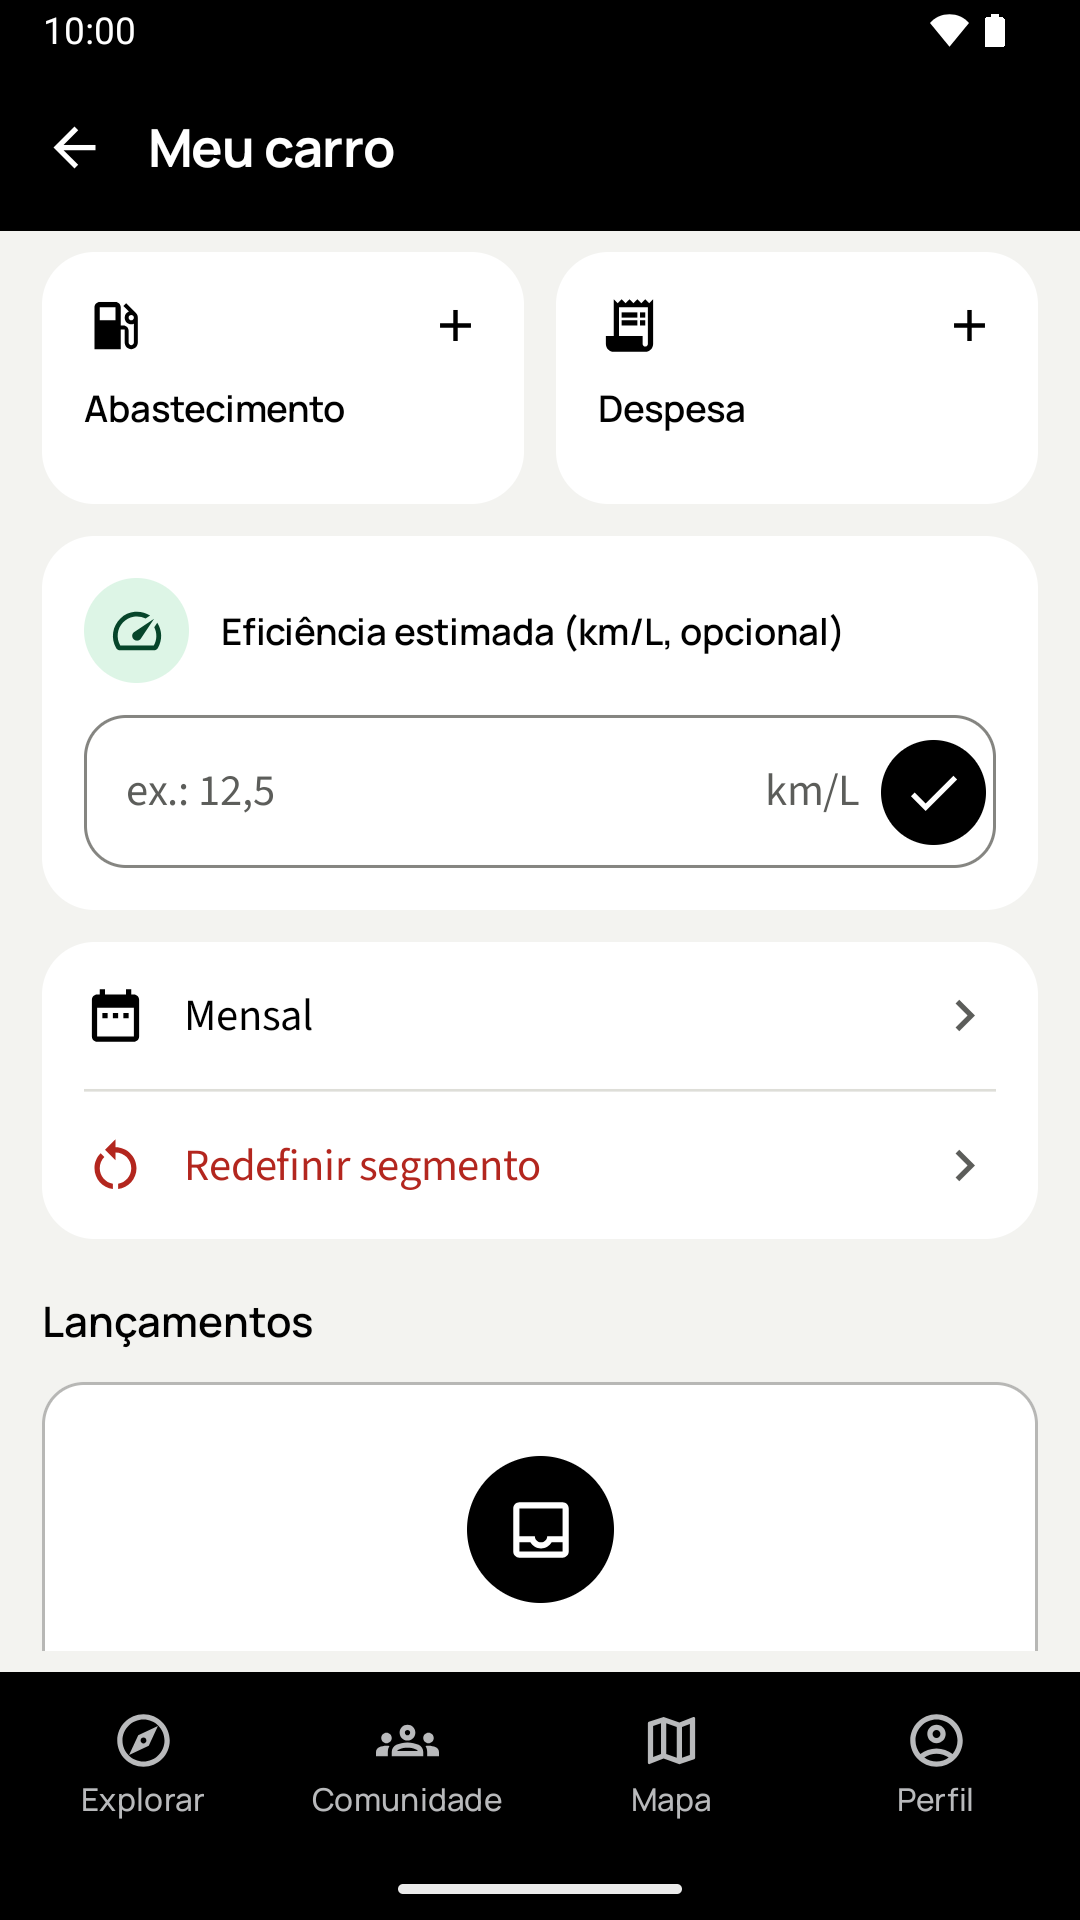 10:00
Meu carro
Abastecimento
Despesa
Eficiência estimada (km/L, opcional)
ex.: 12,5
km/L
Mensal
Redefinir segmento
Lançamentos
Explorar
Comunidade
Mapa
Perfil